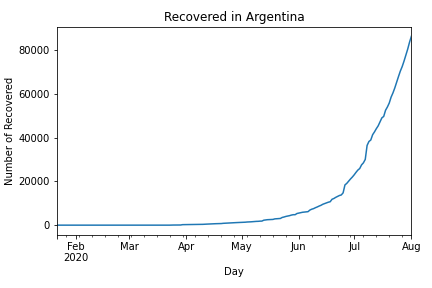 Recovered in Argentina
Number of Recovered
80000
60000
40000
20000
0
Feb Mar Apr May Jun Jul Aug
2020
Day